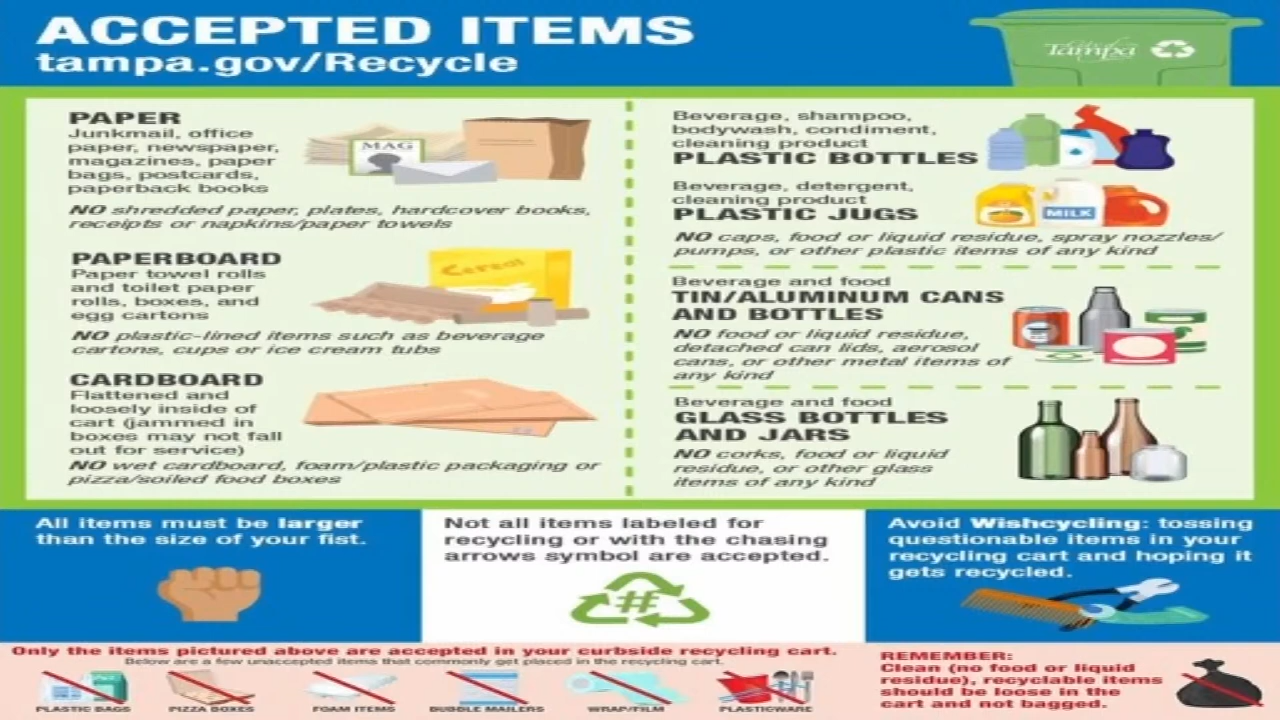 ACCEPTED ITEMS
tampa.gov/Recycle
Tampa
PAPER
Junkmail, office
paper, newspaper,
magazines, paper
bags, postcards,
paperback books
MAG
NO shredded paper, plates, hardcover books,
receipts or napkins/paper towels
PAPERBOARD
Paper towel rolls
and toilet paper
rolls, boxes, and
egg cartons
Cereal
NO plastic-lined items such as beverage
cartons, cups or ice cream tubs
CARDBOARD
Flattened and
loosely inside of
cart (jammed in
boxes may not fall
out for service)
NO wet cardboard, foam/plastic packaging or
pizza/soiled food boxes
Beverage, shampoo,
bodywash, condiment,
cleaning product
PLASTIC BOTTLES
Beverage, detergent,
cleaning product
PLASTIC JUGS
MILK
NO caps, food or liquid residue, spray nozzles/
pumps, or other plastic items of any kind
Beverage and food
TIN/ALUMINUM CANS
AND BOTTLES
NO food or liquid residue,
detached can lids, aerosol
cans, or other metal items of
any kind
Beverage and food
GLASS BOTTLES
AND JARS
NO corks, food or liquid
residue, or other glass
items of any kind
All items must be larger
than the size of your fist.
Not all items labeled for
recycling or with the chasing
arrows symbol are accepted.
#
Avoid Wishcycling: tossing
questionable items in your
recycling cart and hoping it
gets recycled.
Only the items pictured above are accepted in your curbside recycling cart.
Below are a few unaccepted items that commonly get placed in the recycling cart.
PLASTIC BAGS
PIZZA BOXES
FOAM ITEMS
BUBBLE MAILERS
WRAP/FILM
PLASTICWARE
REMEMBER:
Clean (no food or liquid
residue), recyclable items
should be loose in the
cart and not bagged.